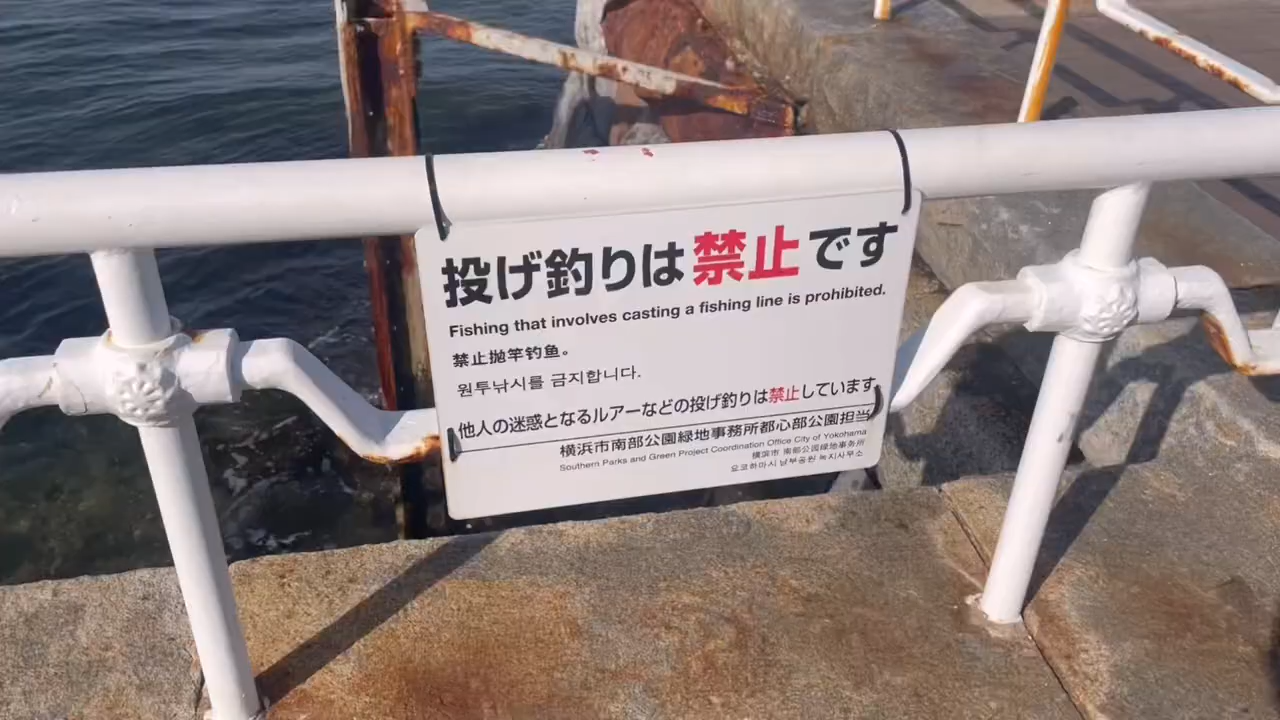 投げ釣りは禁止です
Fishing that involves casting a fishing line is prohibited.
禁止抛竿钓鱼。
원투낚시를 금지합니다.
他人の迷惑となるルアーなどの投げ釣りは禁止しています
横浜市南部公園緑地事務所都心部公園担当
Southern Parks and Green Project Coordination Office City of Yokohama
横滨市 南部公园绿地事务所
요코하마시 남부공원 녹지사무소